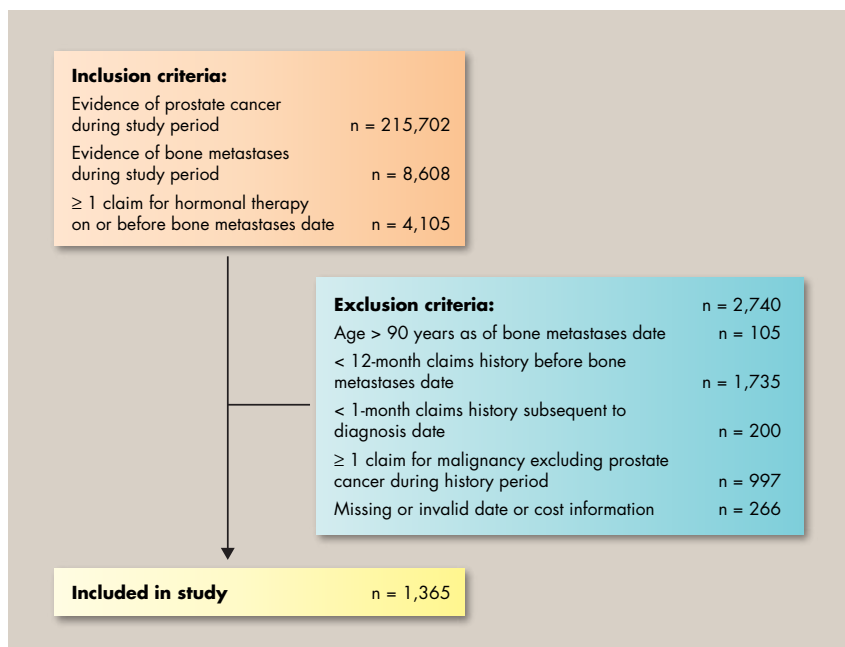 Inclusion criteria:
Evidence of prostate cancer
during study period n = 215,702
Evidence of bone metastases
during study period n = 8,608
≥ 1 claim for hormonal therapy
on or before bone metastases date n = 4,105
Exclusion criteria: n = 2,740
Age > 90 years as of bone metastases date n = 105
< 12-month claims history before bone
metastases date n = 1,735
< 1-month claims history subsequent to
diagnosis date n = 200
≥ 1 claim for malignancy excluding prostate
cancer during history period n = 997
Missing or invalid date or cost information n = 266
Included in study n = 1,365